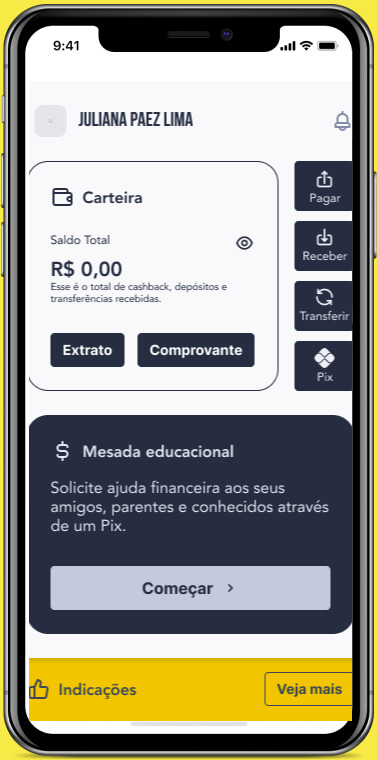 9:41
JULIANA PAEZ LIMA
Carteira
Saldo Total
R$ 0,00
Esse é o total de cashback, depósitos e
transferências recebidas.
Extrato
Comprovante
Pagar
Receber
Transferir
Pix
Mesada educacional
Solicite ajuda financeira aos seus
amigos, parentes e conhecidos através
de um Pix.
Começar
Indicações
Veja mais